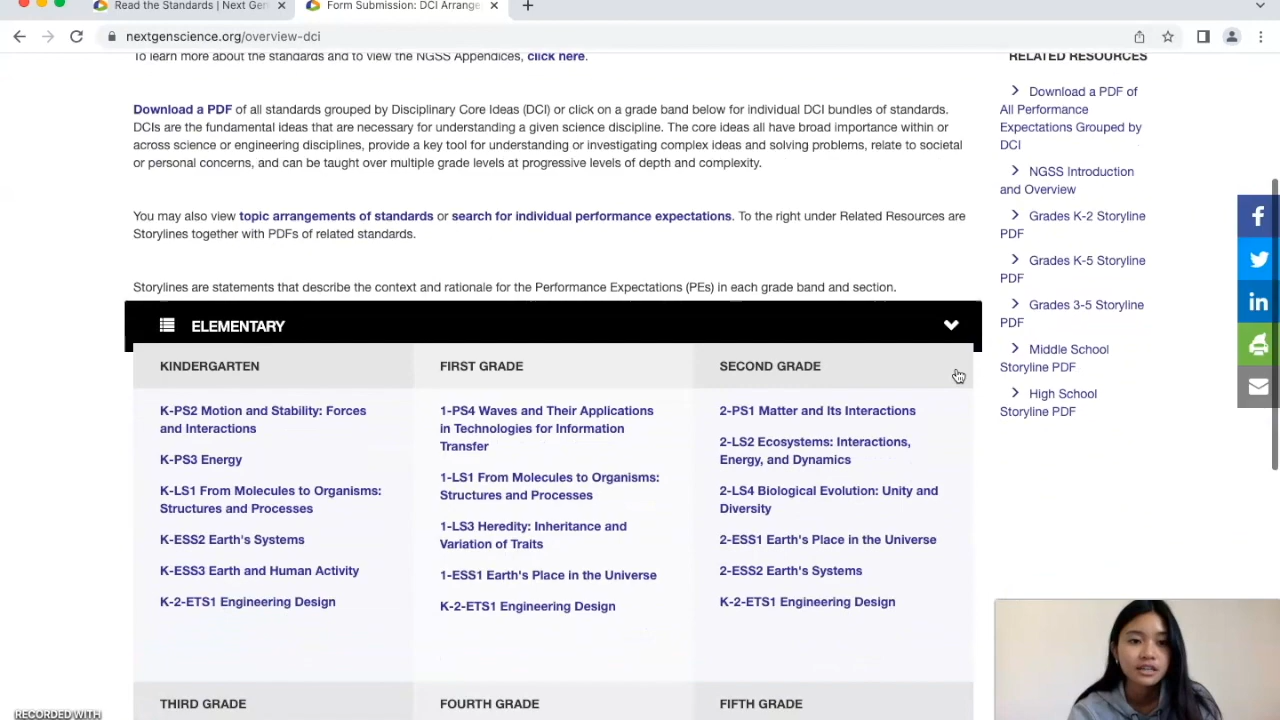 Read the Standards | Next Gen
Form Submission: DCI Arrange
nextgenscience.org/overview-dci
To learn more about the standards and to view the NGSS Appendices, click here.
Download a PDF of all standards grouped by Disciplinary Core Ideas (DCI) or click on a grade band below for individual DCI bundles of standards.
DCIs are the fundamental ideas that are necessary for understanding a given science discipline. The core ideas all have broad importance within or
across science or engineering disciplines, provide a key tool for understanding or investigating complex ideas and solving problems, relate to societal
or personal concerns, and can be taught over multiple grade levels at progressive levels of depth and complexity.
You may also view topic arrangements of standards or search for individual performance expectations. To the right under Related Resources are
Storylines together with PDFs of related standards.
Storylines are statements that describe the context and rationale for the Performance Expectations (PEs) in each grade band and section.
ELEMENTARY
KINDERGARTEN
K-PS2 Motion and Stability: Forces
and Interactions
K-PS3 Energy
K-LS1 From Molecules to Organisms:
Structures and Processes
K-ESS2 Earth's Systems
K-ESS3 Earth and Human Activity
K-2-ETS1 Engineering Design
FIRST GRADE
1-PS4 Waves and Their Applications
in Technologies for Information
Transfer
1-LS1 From Molecules to Organisms:
Structures and Processes
1-LS3 Heredity: Inheritance and
Variation of Traits
1-ESS1 Earth's Place in the Universe
K-2-ETS1 Engineering Design
SECOND GRADE
2-PS1 Matter and Its Interactions
2-LS2 Ecosystems: Interactions,
Energy, and Dynamics
2-LS4 Biological Evolution: Unity and
Diversity
2-ESS1 Earth's Place in the Universe
2-ESS2 Earth's Systems
K-2-ETS1 Engineering Design
THIRD GRADE
FOURTH GRADE
FIFTH GRADE
RELATED RESOURCES
Download a PDF of
All Performance
Expectations Grouped by
DCI
NGSS Introduction
and Overview
Grades K-2 Storyline
PDF
Grades K-5 Storyline
PDF
Grades 3-5 Storyline
PDF
Middle School
Storyline PDF
High School
Storyline PDF
RECORDED WITH